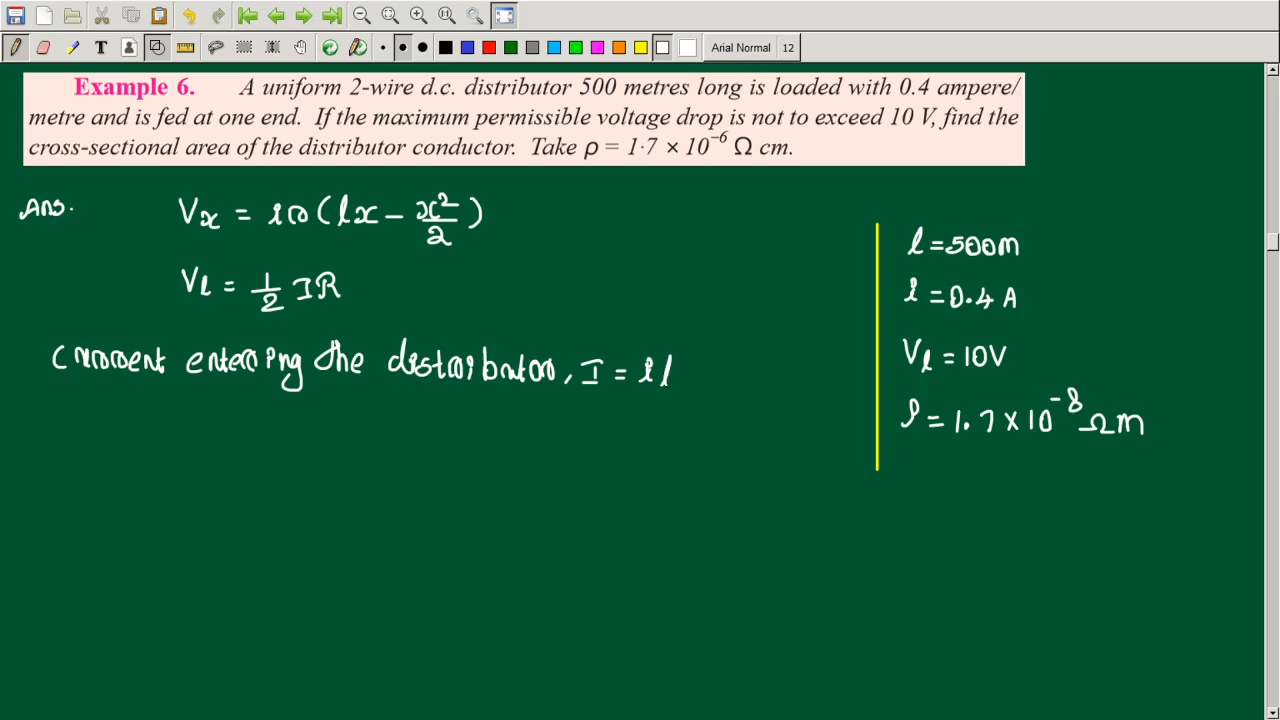 1:1
T
Arial Normal 12
Example 6. A uniform 2-wire d.c. distributor 500 metres long is loaded with 0.4 ampere/
metre and is fed at one end. If the maximum permissible voltage drop is not to exceed 10 V, find the
cross-sectional area of the distributor conductor. Take ρ = 1·7 × 10⁻⁶ Ω cm.
Ans.
Vx = ir(lx − x²/2)
Vl = 1/2 IR
Current entering the distributor, I = il
l = 500m
i = 0.4 A
Vl = 10V
ρ = 1.7 × 10⁻⁸ Ωm